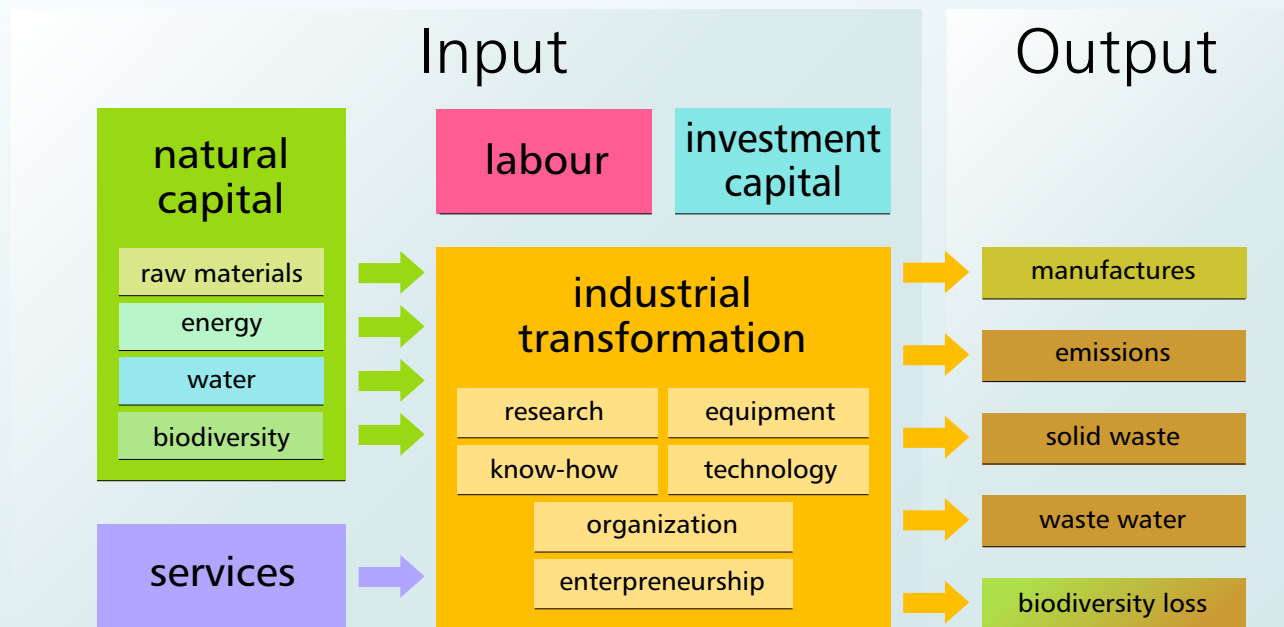 Input
Output
natural
capital
raw materials
energy
water
biodiversity
services
labour
investment
capital
industrial
transformation
research
equipment
know-how
technology
organization
enterpreneurship
manufactures
emissions
solid waste
waste water
biodiversity loss